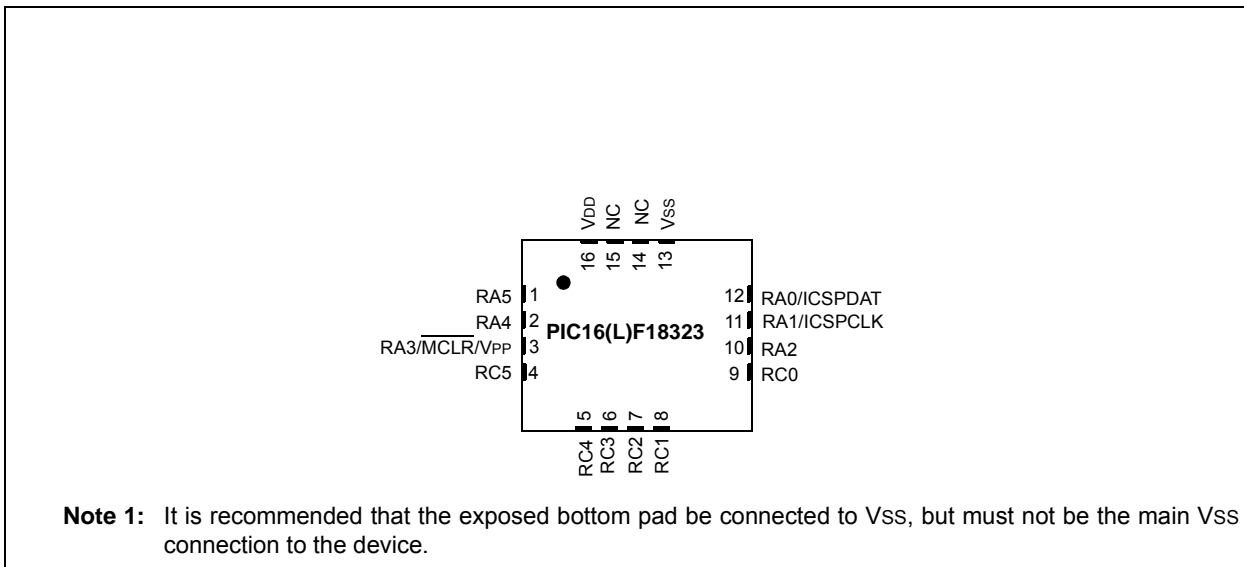 VDD
NC
NC
VSS
16
15
14
13
RA5 1
RA4 2
RA3/MCLR/VPP 3
RC5 4
PIC16(L)F18323
12 RA0/ICSPDAT
11 RA1/ICSPCLK
10 RA2
9 RC0
5
6
7
8
RC4
RC3
RC2
RC1
Note 1: It is recommended that the exposed bottom pad be connected to VSS, but must not be the main VSS
connection to the device.